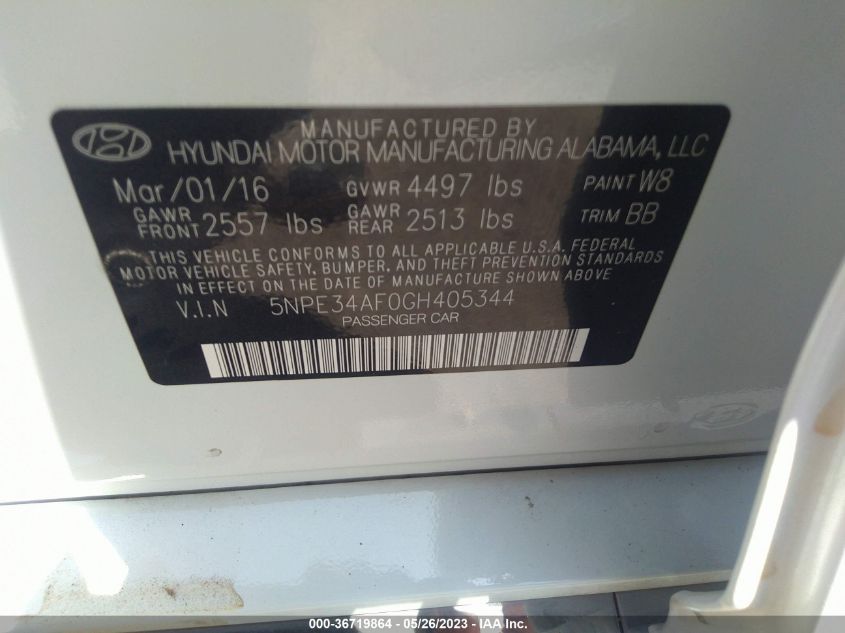 MANUFACTURED BY
HYUNDAI MOTOR MANUFACTURING ALABAMA, LLC
Mar/01/16 GVWR 4497 lbs PAINT W8
GAWR FRONT 2557 lbs GAWR REAR 2513 lbs TRIM BB
THIS VEHICLE CONFORMS TO ALL APPLICABLE U.S.A. FEDERAL
MOTOR VEHICLE SAFETY, BUMPER, AND THEFT PREVENTION STANDARDS
IN EFFECT ON THE DATE OF MANUFACTURE SHOWN ABOVE
V.I.N 5NPE34AF0GH405344
PASSENGER CAR
000-36719864 - 05/26/2023 - IAA Inc.